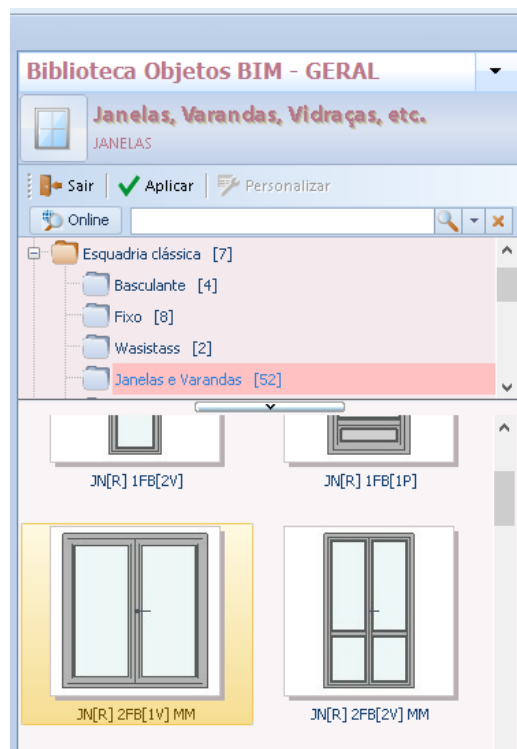 Biblioteca Objetos BIM - GERAL
Janelas, Varandas, Vidraças, etc.
JANELAS
Sair Aplicar Personalizar
Online
Esquadria clássica [7]
Basculante [4]
Fixo [8]
Wasistass [2]
Janelas e Varandas [52]
JN[R] 1FB[2V] JN[R] 1FB[1P]
JN[R] 2FB[1V] MM JN[R] 2FB[2V] MM